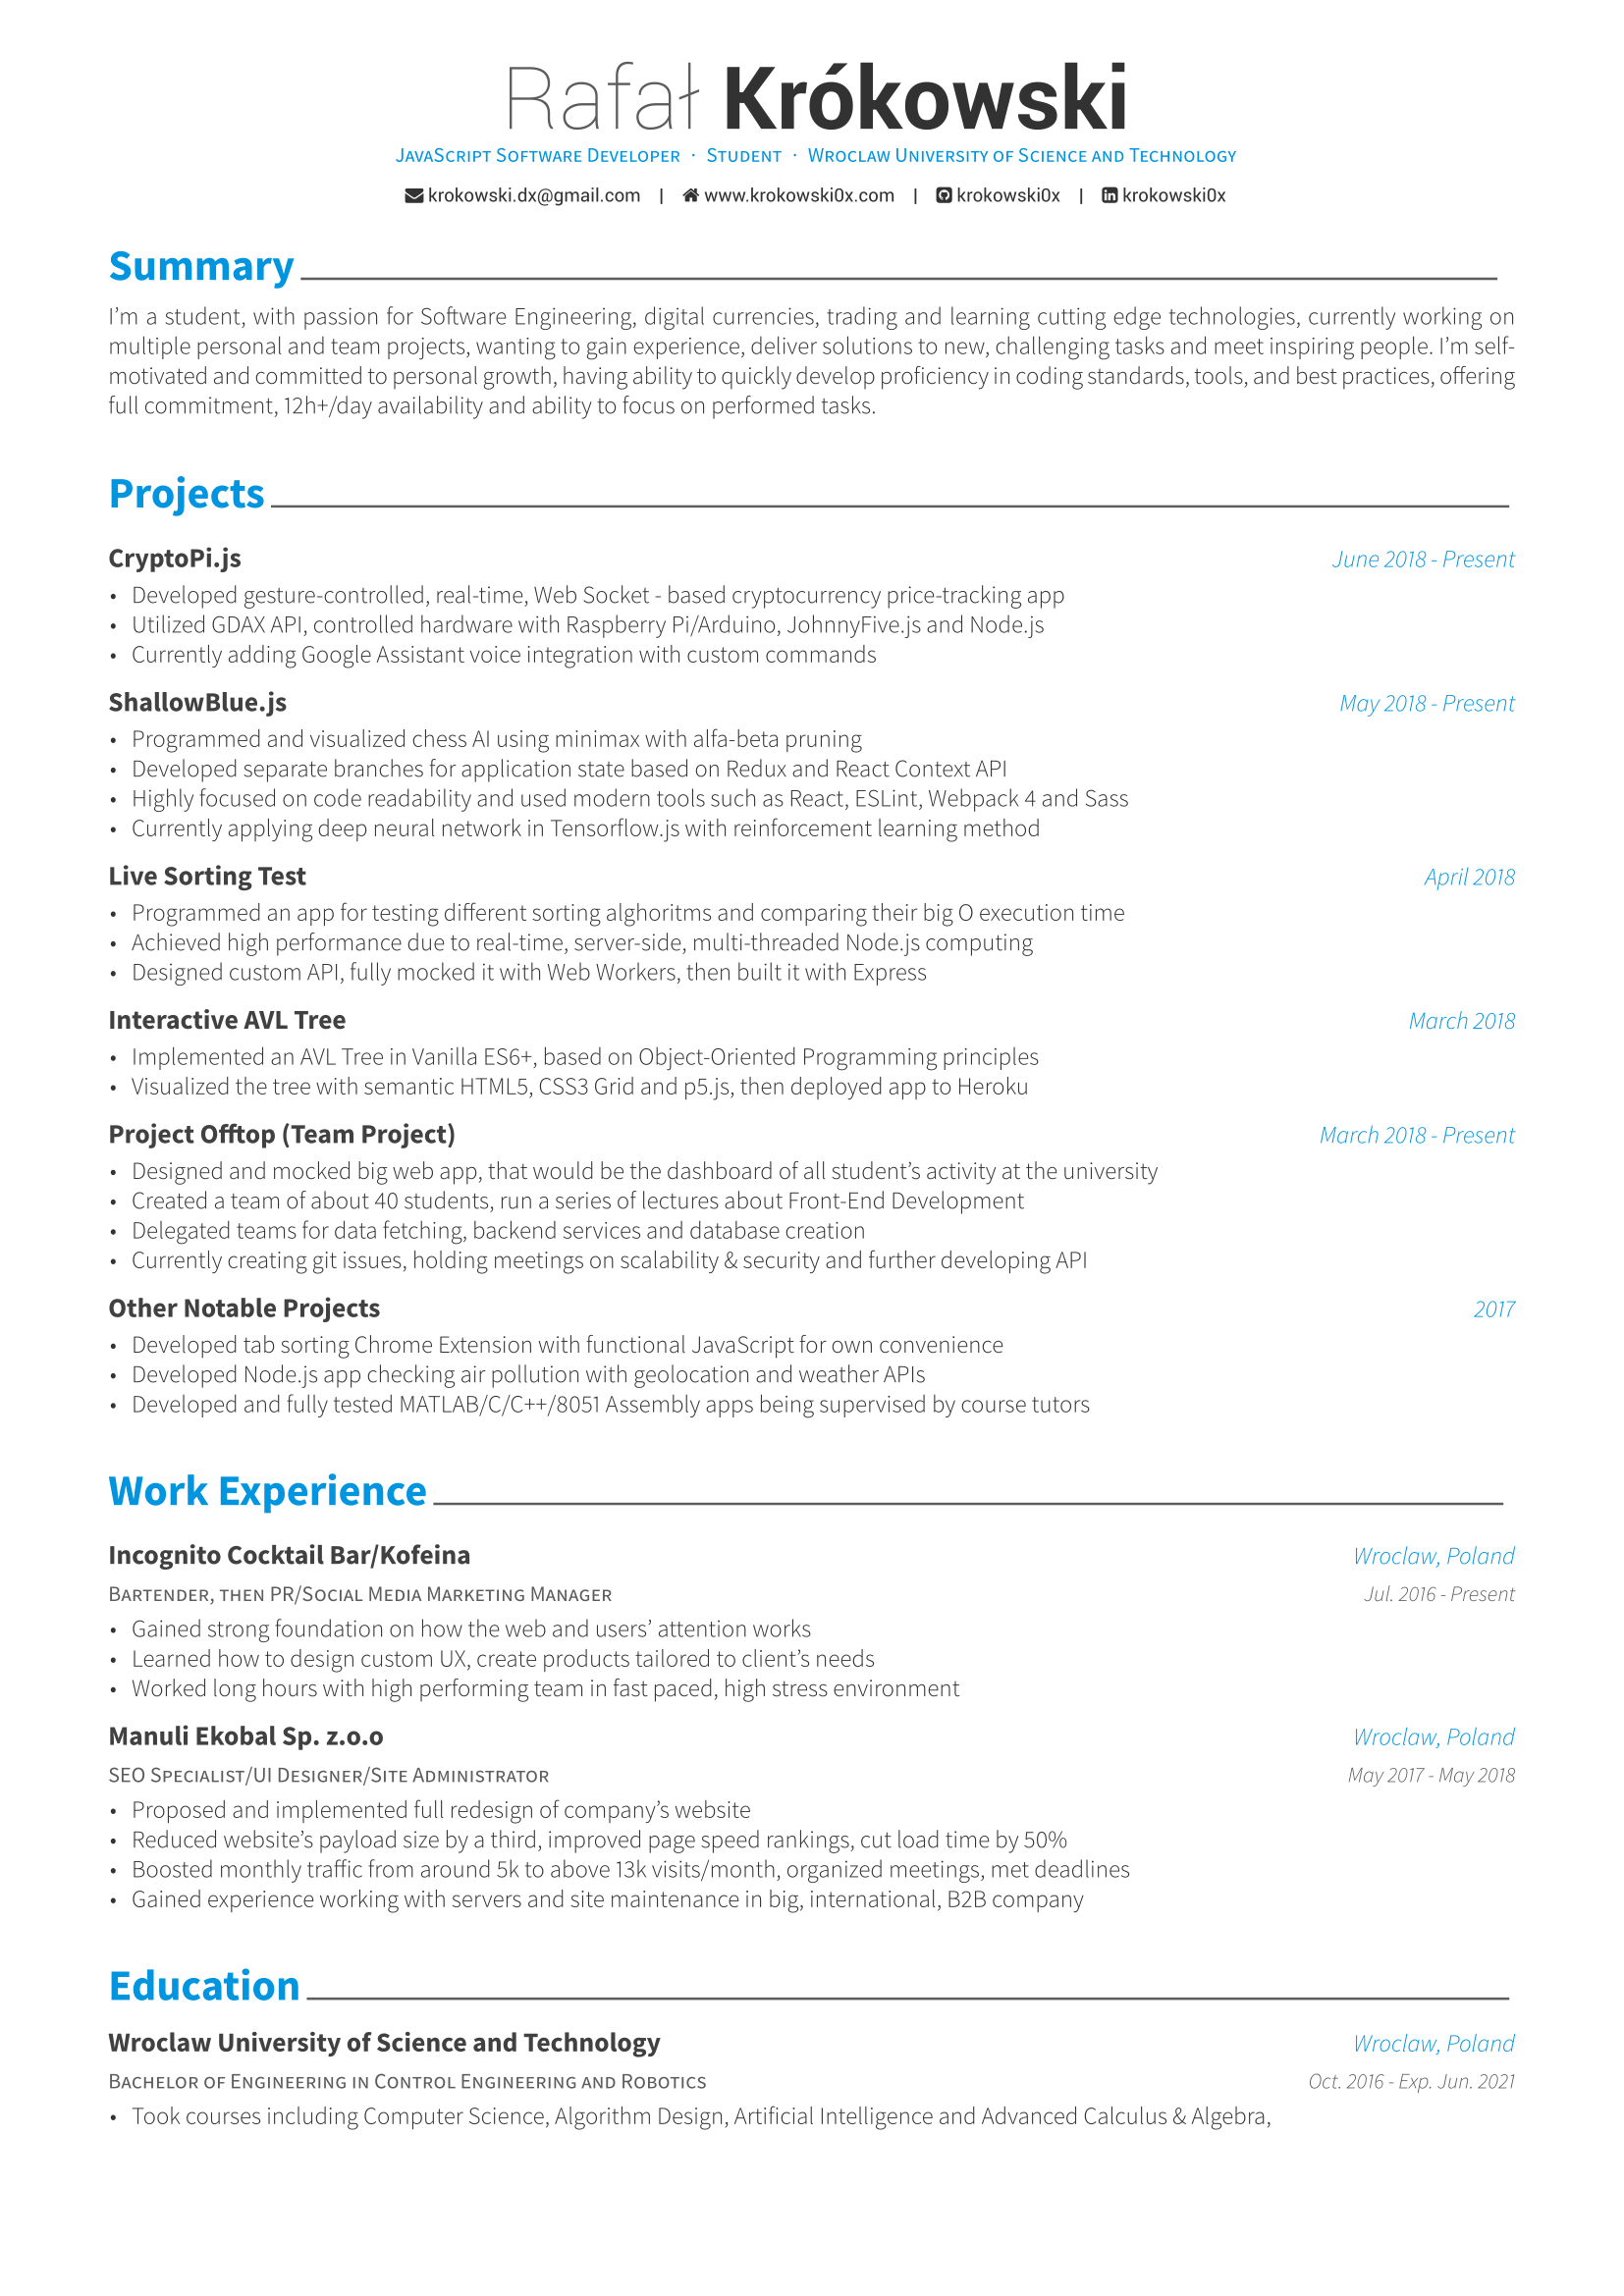 Rafał Krókowski
JavaScript Software Developer · Student · Wroclaw University of Science and Technology
krokowski.dx@gmail.com | www.krokowski0x.com | krokowski0x | krokowski0x
Summary
I'm a student, with passion for Software Engineering, digital currencies, trading and learning cutting edge technologies, currently working on
multiple personal and team projects, wanting to gain experience, deliver solutions to new, challenging tasks and meet inspiring people. I'm self-
motivated and committed to personal growth, having ability to quickly develop proficiency in coding standards, tools, and best practices, offering
full commitment, 12h+/day availability and ability to focus on performed tasks.
Projects
CryptoPi.js June 2018 - Present
• Developed gesture-controlled, real-time, Web Socket - based cryptocurrency price-tracking app
• Utilized GDAX API, controlled hardware with Raspberry Pi/Arduino, JohnnyFive.js and Node.js
• Currently adding Google Assistant voice integration with custom commands
ShallowBlue.js May 2018 - Present
• Programmed and visualized chess AI using minimax with alfa-beta pruning
• Developed separate branches for application state based on Redux and React Context API
• Highly focused on code readability and used modern tools such as React, ESLint, Webpack 4 and Sass
• Currently applying deep neural network in Tensorflow.js with reinforcement learning method
Live Sorting Test April 2018
• Programmed an app for testing different sorting alghoritms and comparing their big O execution time
• Achieved high performance due to real-time, server-side, multi-threaded Node.js computing
• Designed custom API, fully mocked it with Web Workers, then built it with Express
Interactive AVL Tree March 2018
• Implemented an AVL Tree in Vanilla ES6+, based on Object-Oriented Programming principles
• Visualized the tree with semantic HTML5, CSS3 Grid and p5.js, then deployed app to Heroku
Project Offtop (Team Project) March 2018 - Present
• Designed and mocked big web app, that would be the dashboard of all student's activity at the university
• Created a team of about 40 students, run a series of lectures about Front-End Development
• Delegated teams for data fetching, backend services and database creation
• Currently creating git issues, holding meetings on scalability & security and further developing API
Other Notable Projects 2017
• Developed tab sorting Chrome Extension with functional JavaScript for own convenience
• Developed Node.js app checking air pollution with geolocation and weather APIs
• Developed and fully tested MATLAB/C/C++/8051 Assembly apps being supervised by course tutors
Work Experience
Incognito Cocktail Bar/Kofeina Wroclaw, Poland
Bartender, then PR/Social Media Marketing Manager Jul. 2016 - Present
• Gained strong foundation on how the web and users' attention works
• Learned how to design custom UX, create products tailored to client's needs
• Worked long hours with high performing team in fast paced, high stress environment
Manuli Ekobal Sp. z.o.o Wroclaw, Poland
SEO Specialist/UI Designer/Site Administrator May 2017 - May 2018
• Proposed and implemented full redesign of company's website
• Reduced website's payload size by a third, improved page speed rankings, cut load time by 50%
• Boosted monthly traffic from around 5k to above 13k visits/month, organized meetings, met deadlines
• Gained experience working with servers and site maintenance in big, international, B2B company
Education
Wroclaw University of Science and Technology Wroclaw, Poland
Bachelor of Engineering in Control Engineering and Robotics Oct. 2016 - Exp. Jun. 2021
• Took courses including Computer Science, Algorithm Design, Artificial Intelligence and Advanced Calculus & Algebra,